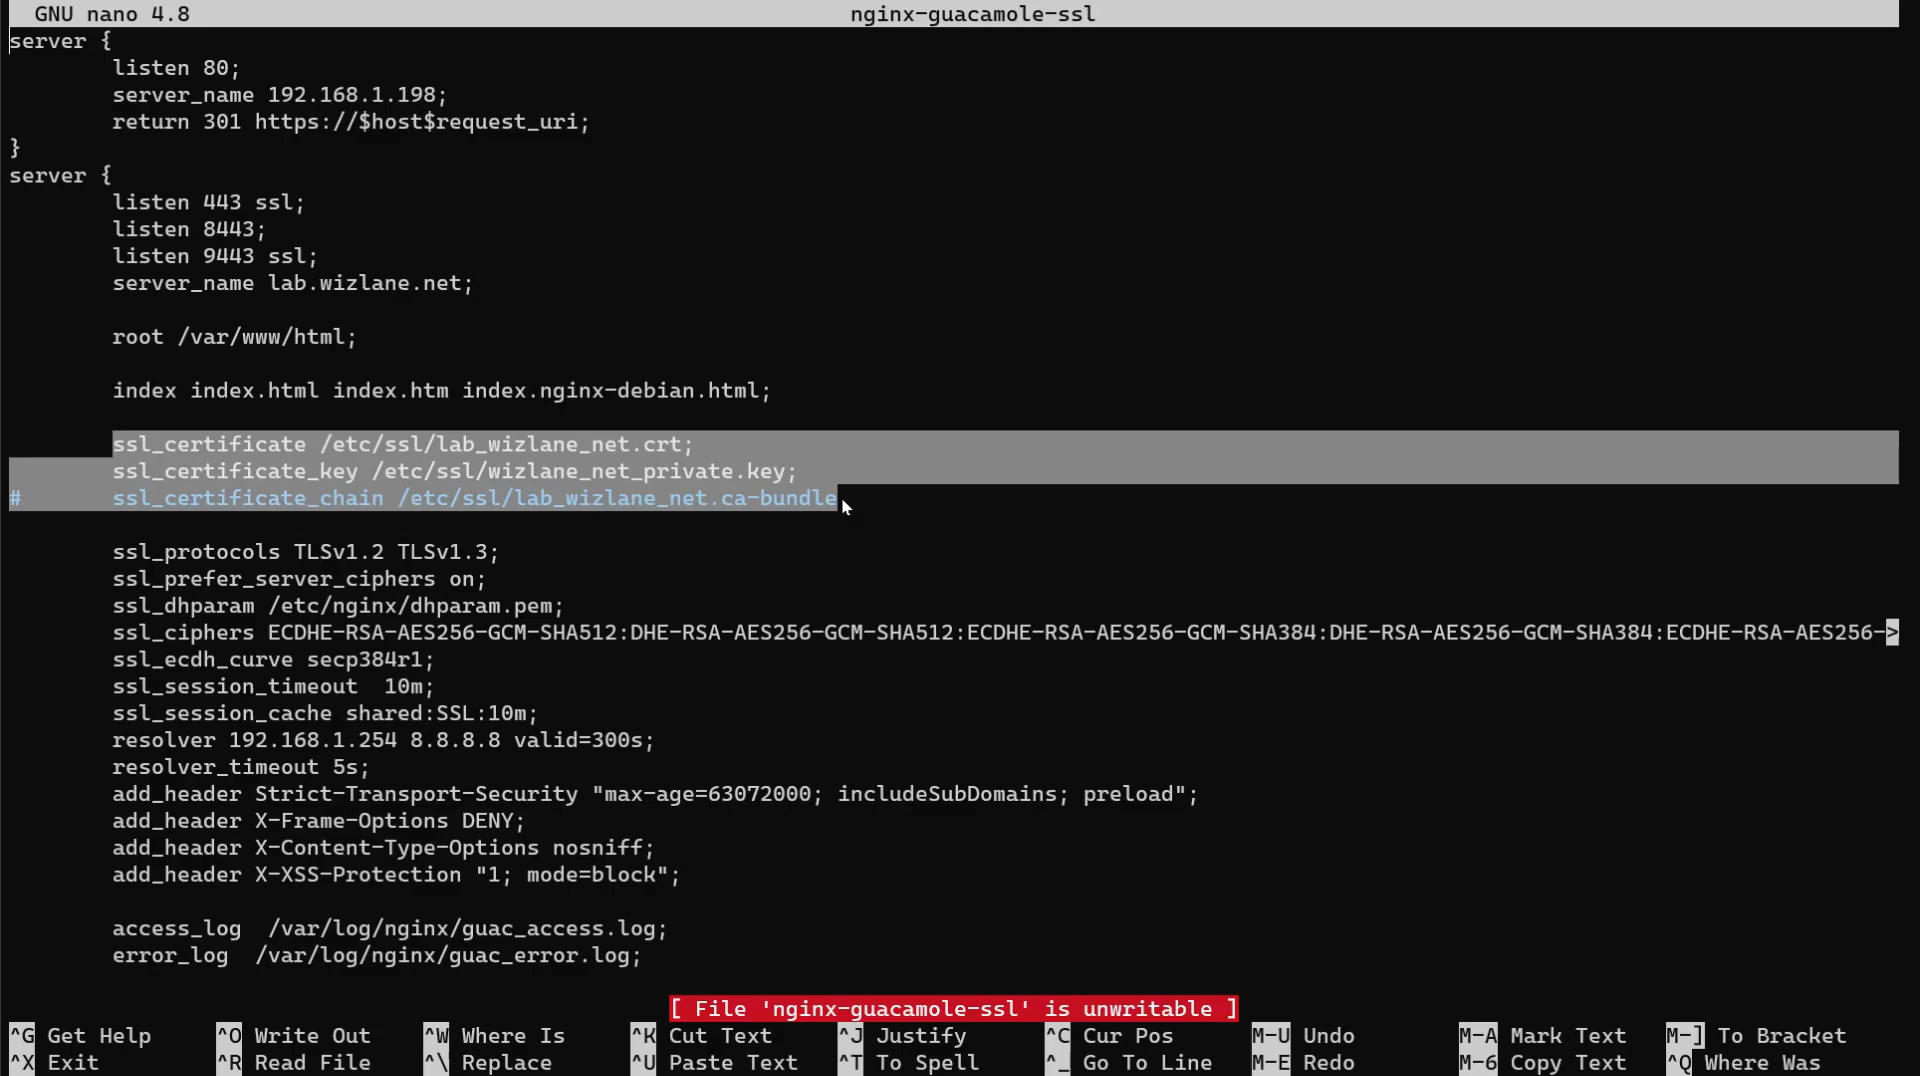 GNU nano 4.8 nginx-guacamole-ssl
server {
listen 80;
server_name 192.168.1.198;
return 301 https://$host$request_uri;
}
server {
listen 443 ssl;
listen 8443;
listen 9443 ssl;
server_name lab.wizlane.net;
root /var/www/html;
index index.html index.htm index.nginx-debian.html;
ssl_certificate /etc/ssl/lab_wizlane_net.crt;
ssl_certificate_key /etc/ssl/wizlane_net_private.key;
# ssl_certificate_chain /etc/ssl/lab_wizlane_net.ca-bundle
ssl_protocols TLSv1.2 TLSv1.3;
ssl_prefer_server_ciphers on;
ssl_dhparam /etc/nginx/dhparam.pem;
ssl_ciphers ECDHE-RSA-AES256-GCM-SHA512:DHE-RSA-AES256-GCM-SHA512:ECDHE-RSA-AES256-GCM-SHA384:DHE-RSA-AES256-GCM-SHA384:ECDHE-RSA-AES256->
ssl_ecdh_curve secp384r1;
ssl_session_timeout  10m;
ssl_session_cache shared:SSL:10m;
resolver 192.168.1.254 8.8.8.8 valid=300s;
resolver_timeout 5s;
add_header Strict-Transport-Security "max-age=63072000; includeSubDomains; preload";
add_header X-Frame-Options DENY;
add_header X-Content-Type-Options nosniff;
add_header X-XSS-Protection "1; mode=block";
access_log  /var/log/nginx/guac_access.log;
error_log  /var/log/nginx/guac_error.log;
[ File 'nginx-guacamole-ssl' is unwritable ]
^G Get Help ^O Write Out ^W Where Is ^K Cut Text ^J Justify ^C Cur Pos M-U Undo M-A Mark Text M-] To Bracket
^X Exit ^R Read File ^\ Replace ^U Paste Text ^T To Spell ^_ Go To Line M-E Redo M-6 Copy Text ^Q Where Was